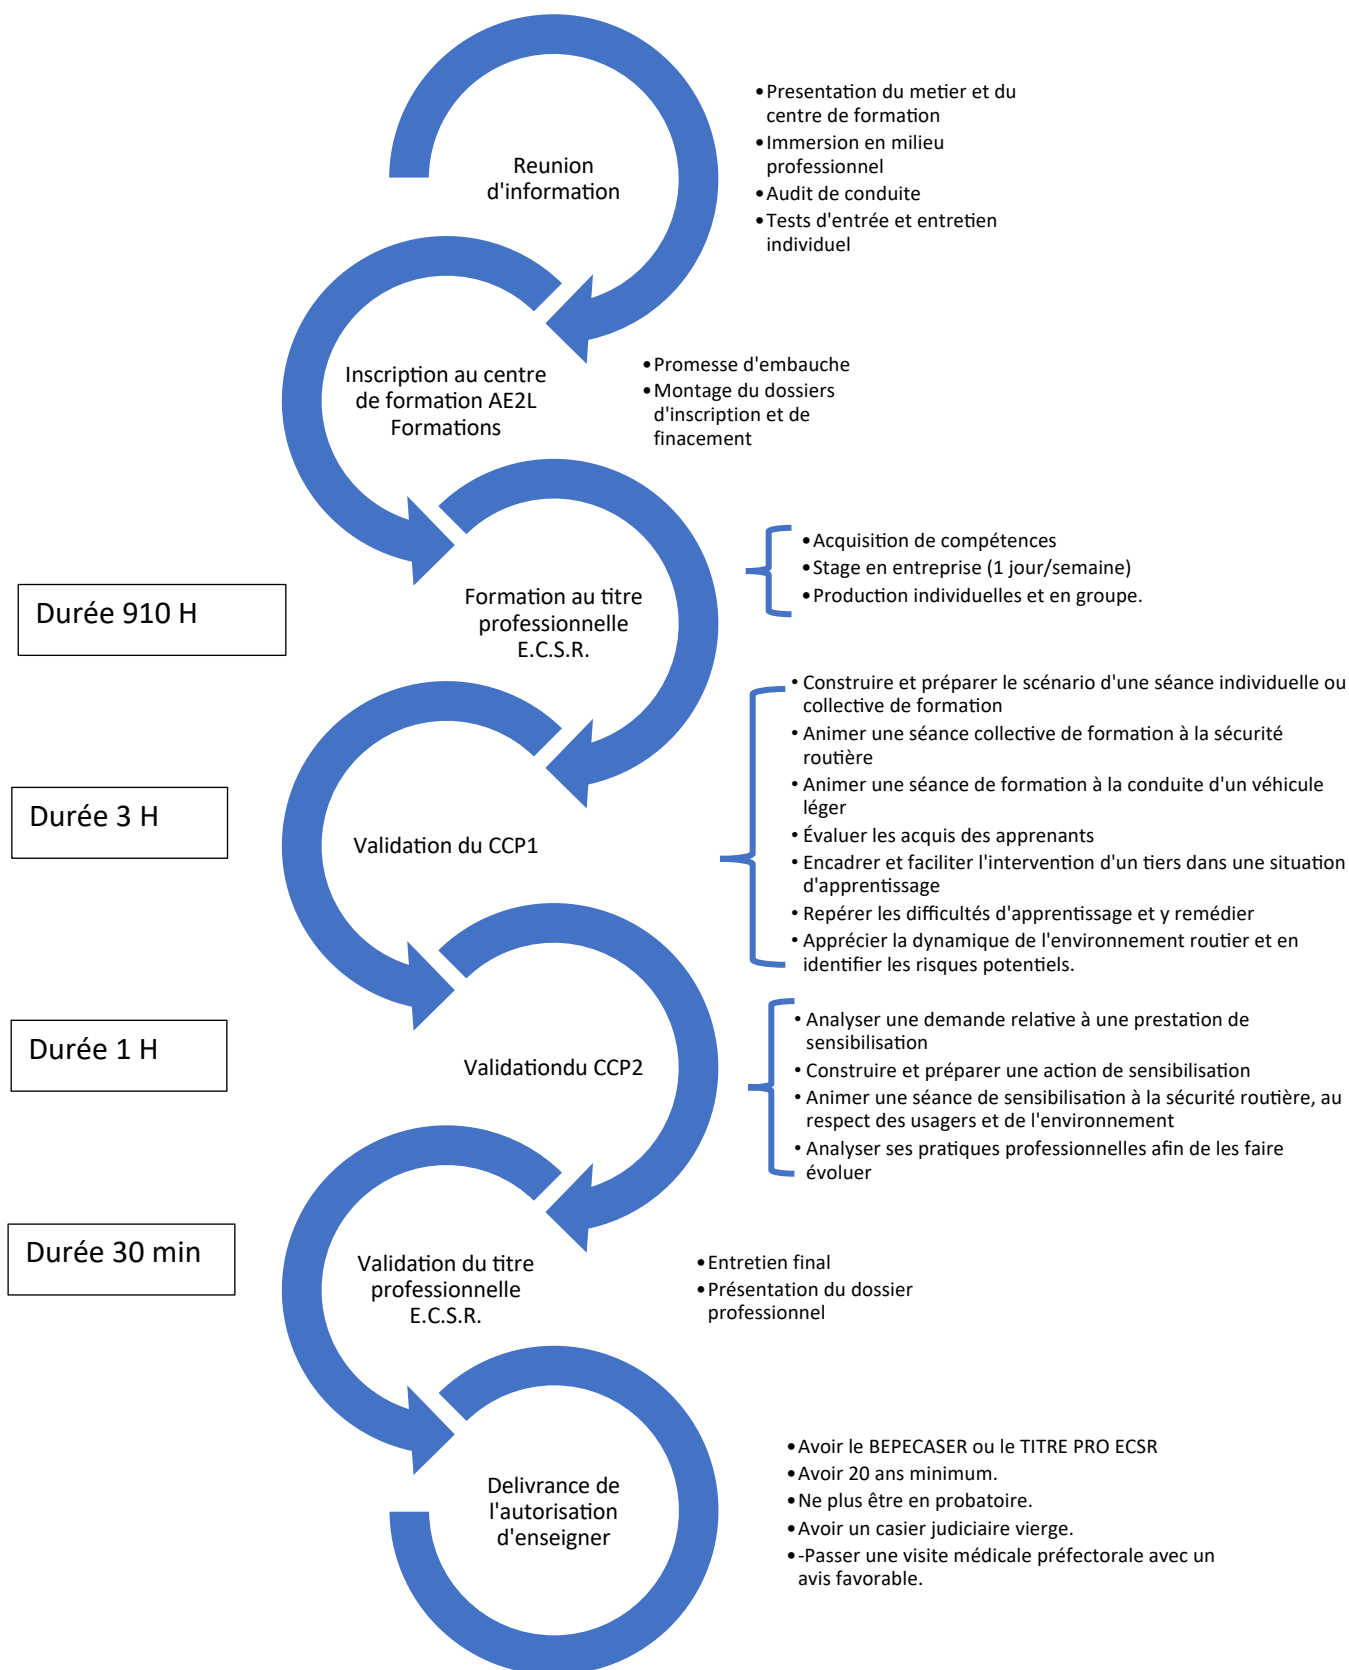 Reunion
d'information
•Presentation du metier et du
centre de formation
•Immersion en milieu
professionnel
•Audit de conduite
•Tests d'entrée et entretien
individuel
Inscription au centre
de formation AE2L
Formations
•Promesse d'embauche
•Montage du dossiers
d'inscription et de
finacement
Durée 910 H
Formation au titre
professionnelle
E.C.S.R.
•Acquisition de compétences
•Stage en entreprise (1 jour/semaine)
•Production individuelles et en groupe.
Durée 3 H
Validation du CCP1
• Construire et préparer le scénario d'une séance individuelle ou
collective de formation
• Animer une séance collective de formation à la sécurité
routière
• Animer une séance de formation à la conduite d'un véhicule
léger
• Évaluer les acquis des apprenants
• Encadrer et faciliter l'intervention d'un tiers dans une situation
d'apprentissage
• Repérer les difficultés d'apprentissage et y remédier
• Apprécier la dynamique de l'environnement routier et en
identifier les risques potentiels.
Durée 1 H
Validationdu CCP2
• Analyser une demande relative à une prestation de
sensibilisation
• Construire et préparer une action de sensibilisation
• Animer une séance de sensibilisation à la sécurité routière, au
respect des usagers et de l'environnement
• Analyser ses pratiques professionnelles afin de les faire
évoluer
Durée 30 min
Validation du titre
professionnelle
E.C.S.R.
•Entretien final
•Présentation du dossier
professionnel
Delivrance de
l'autorisation
d'enseigner
•Avoir le BEPECASER ou le TITRE PRO ECSR
•Avoir 20 ans minimum.
•Ne plus être en probatoire.
•Avoir un casier judiciaire vierge.
•-Passer une visite médicale préfectorale avec un
avis favorable.